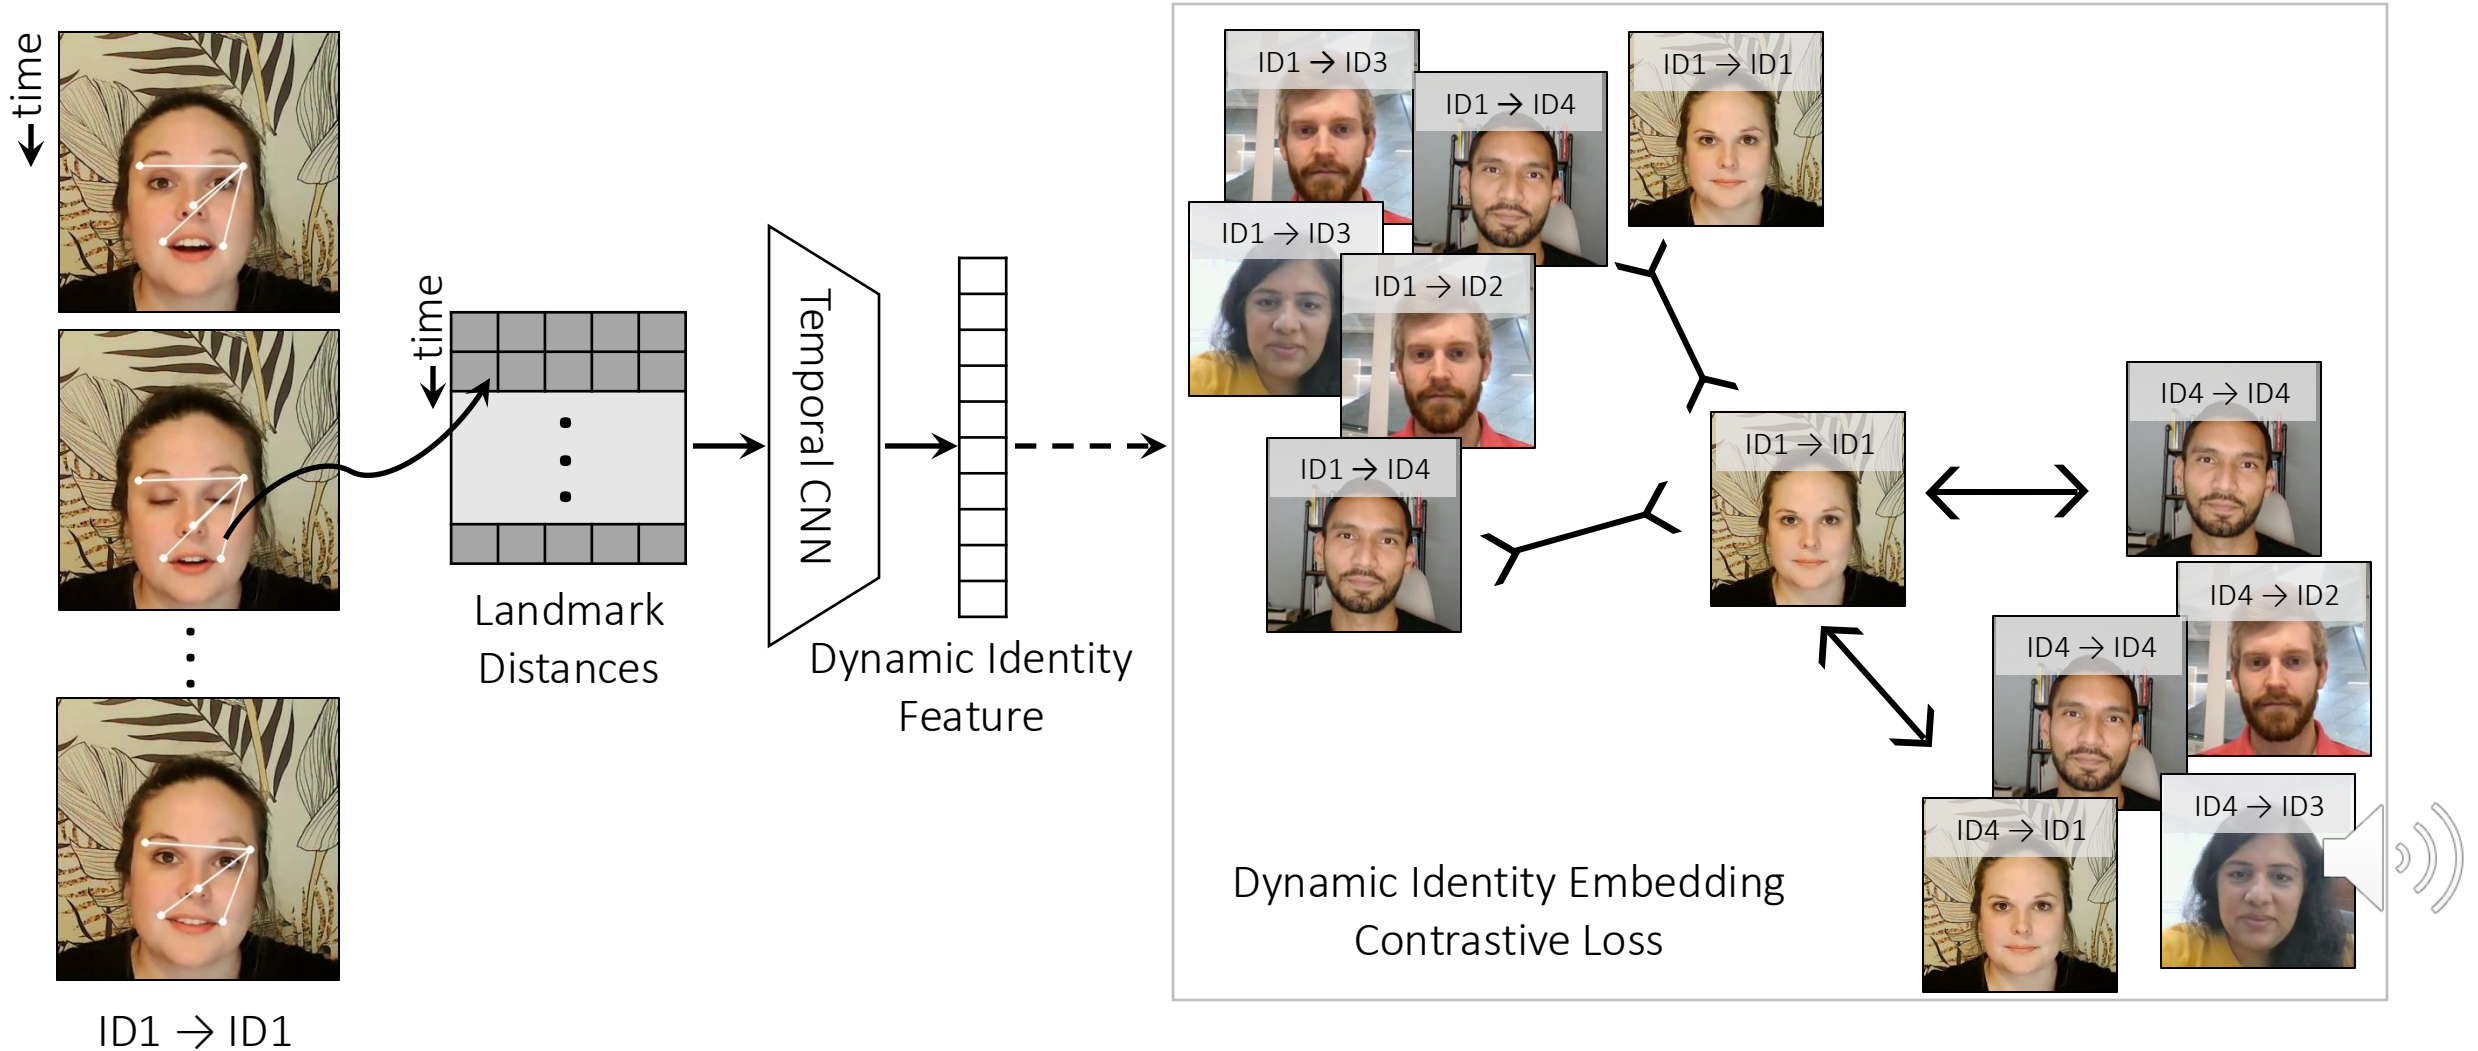 time
ID1 → ID1
time
Landmark
Distances
Temporal CNN
Dynamic Identity
Feature
ID1 → ID3
ID1 → ID4
ID1 → ID1
ID1 → ID3
ID1 → ID2
ID1 → ID4
ID1 → ID1
ID4 → ID4
ID4 → ID2
ID4 → ID4
ID4 → ID3
ID4 → ID1
Dynamic Identity Embedding
Contrastive Loss